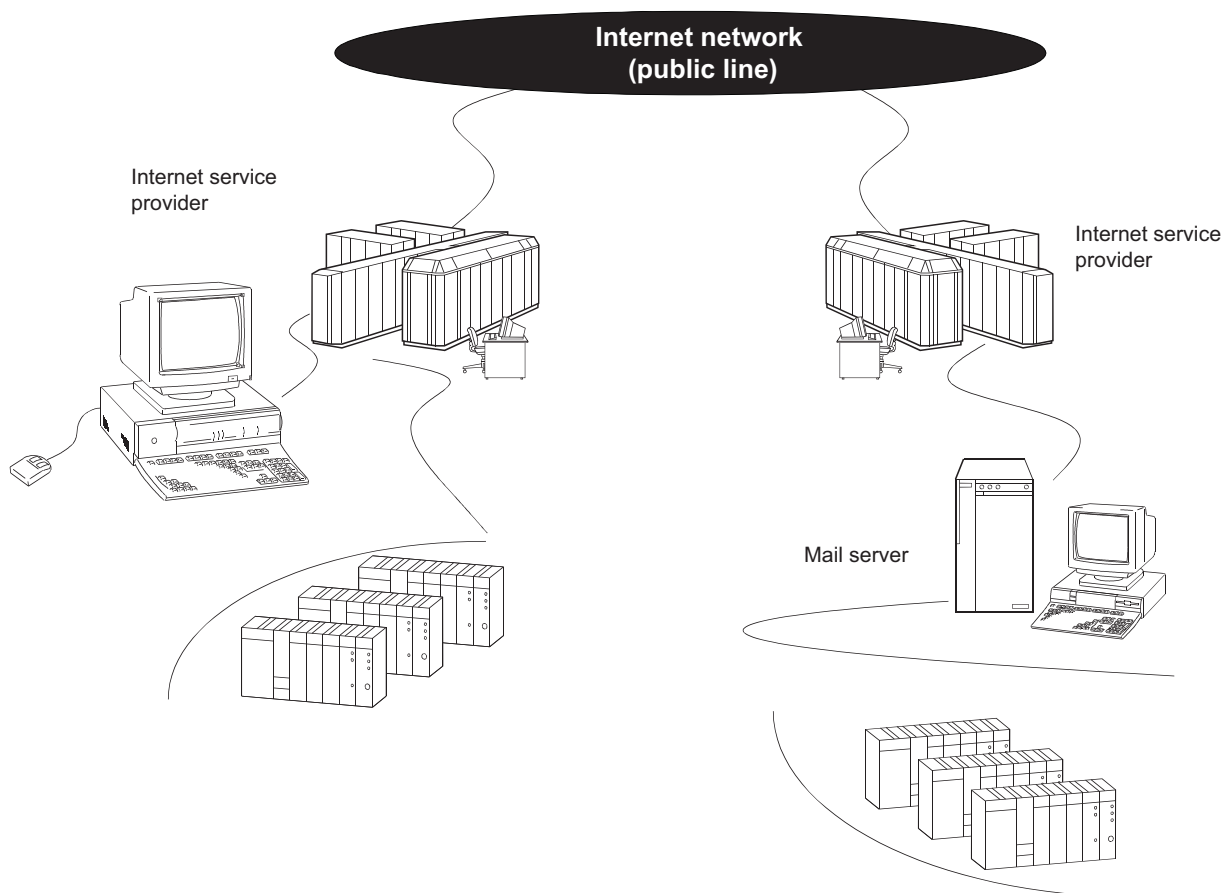 Internet network
(public line)
Internet service
provider
Internet service
provider
Mail server